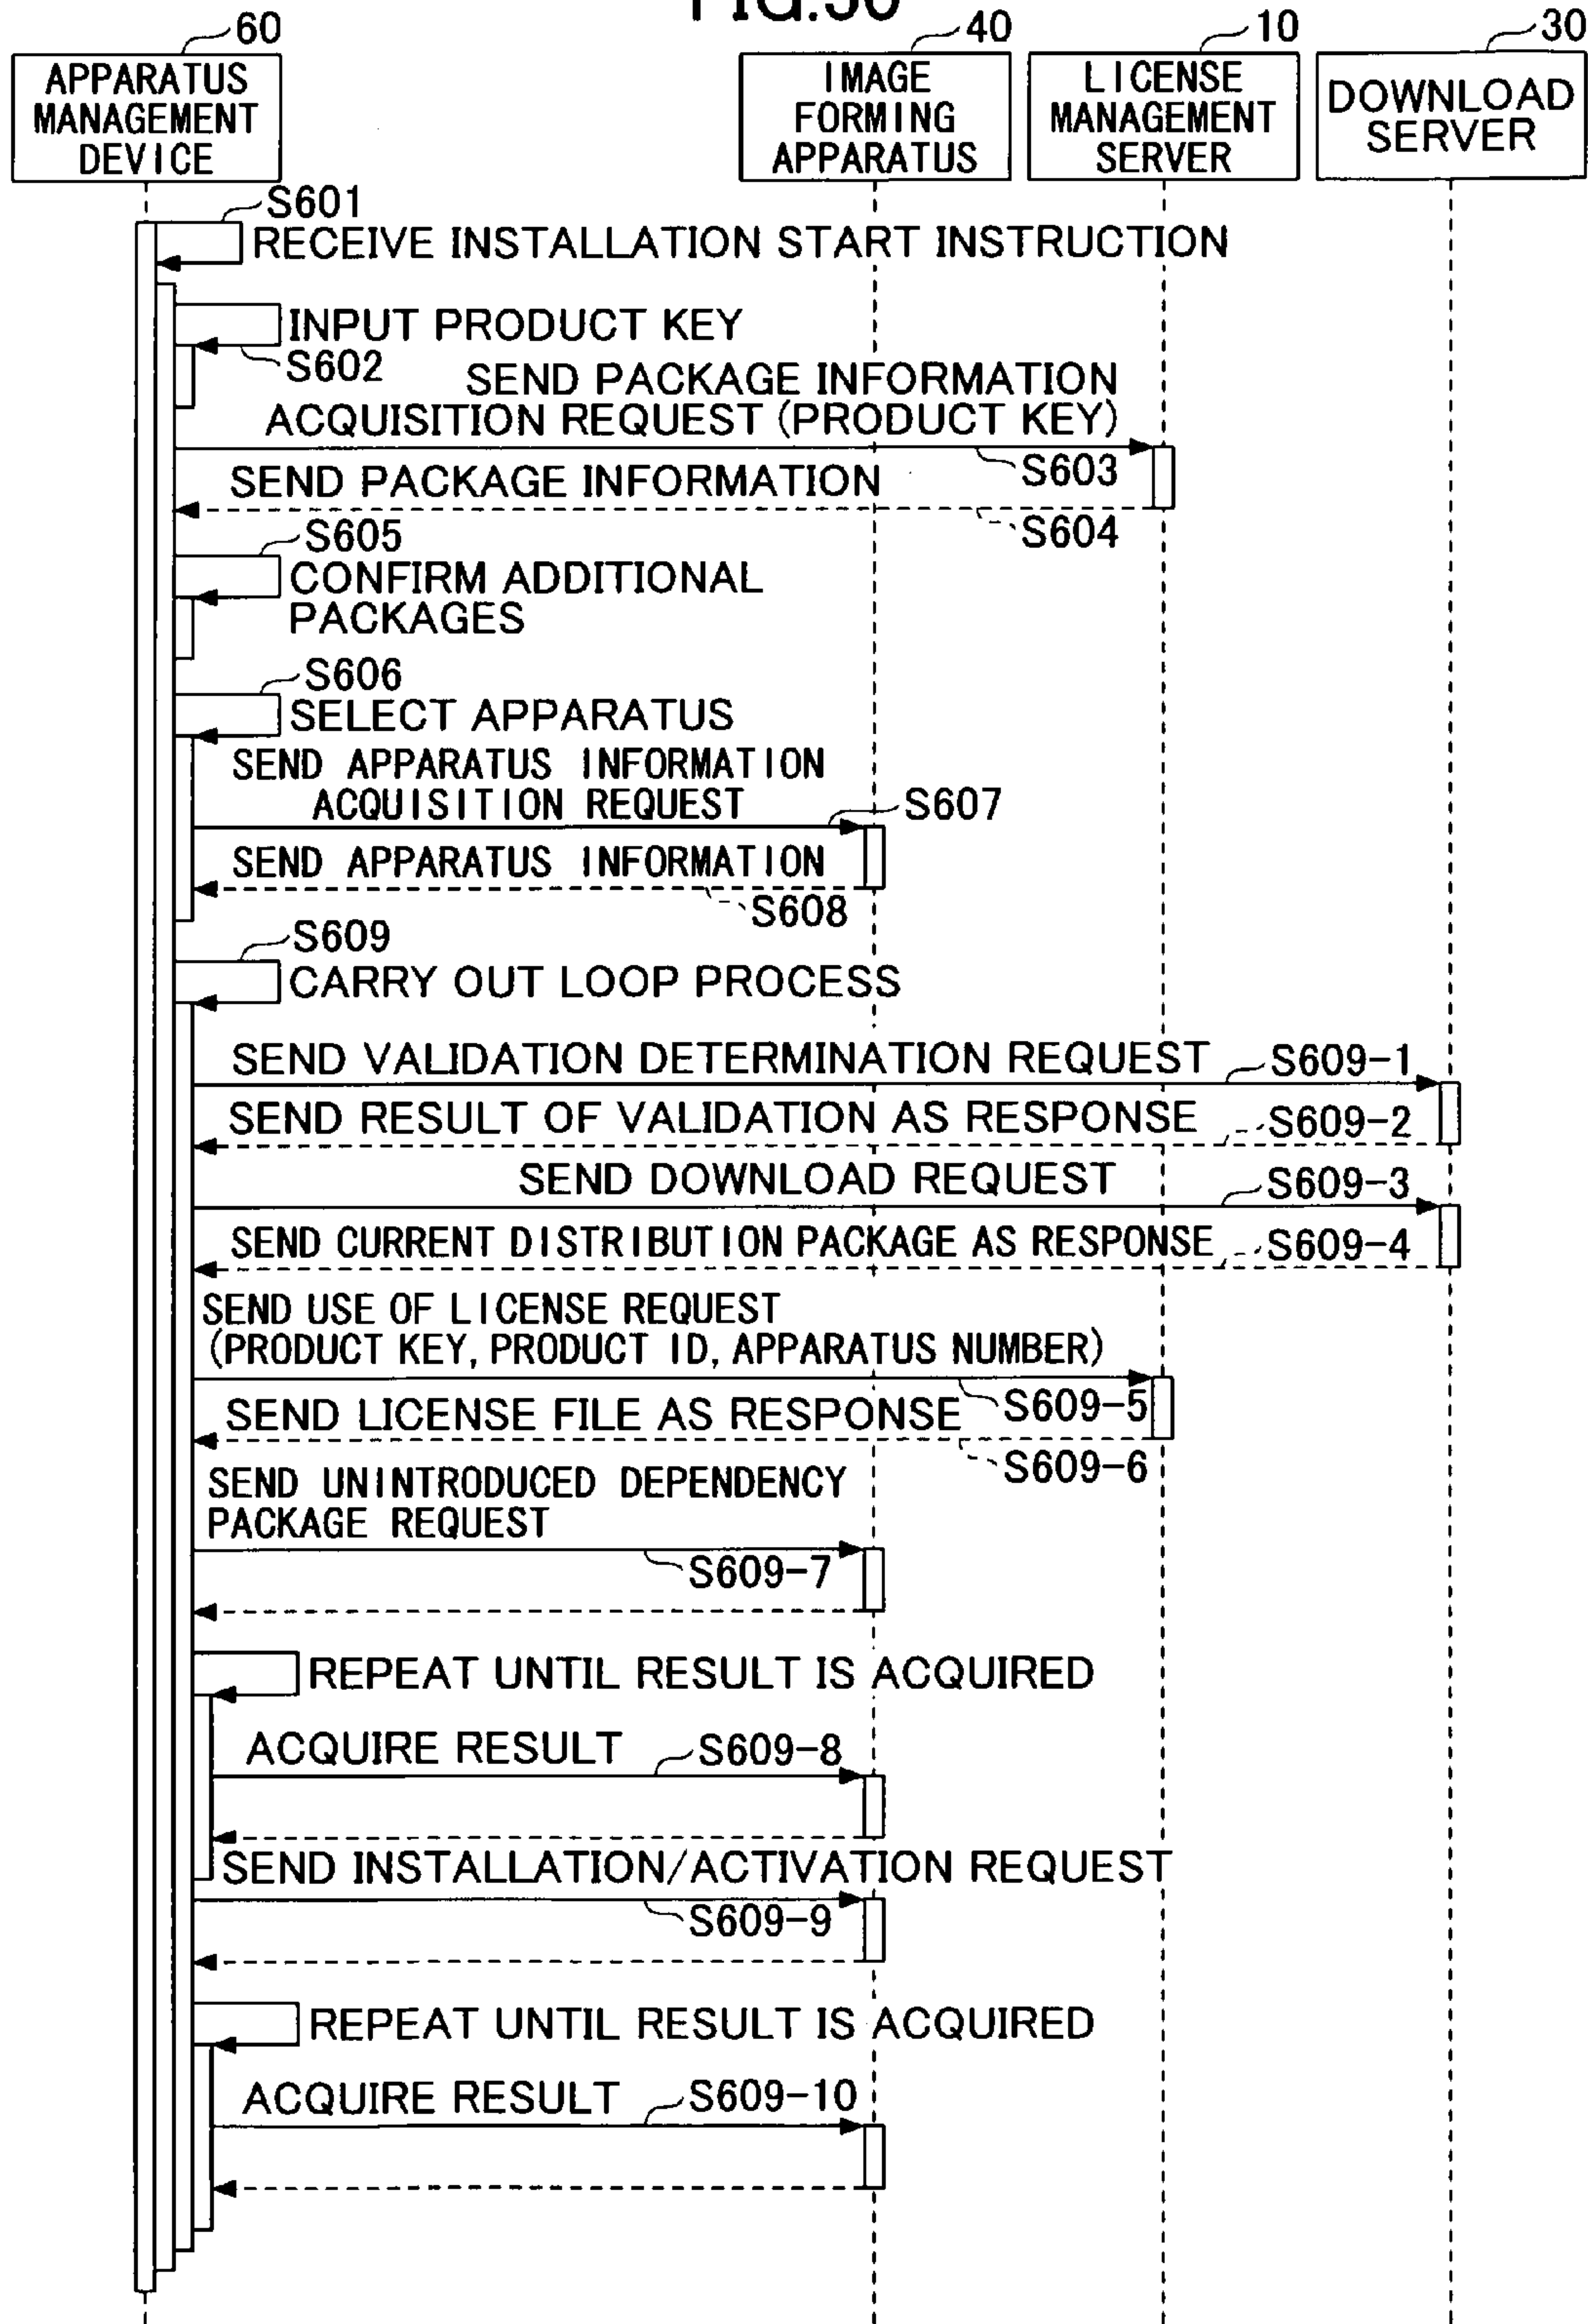 60
40
10
30
APPARATUS
MANAGEMENT
DEVICE
IMAGE
FORMING
APPARATUS
LICENSE
MANAGEMENT
SERVER
DOWNLOAD
SERVER
S601
RECEIVE INSTALLATION START INSTRUCTION
INPUT PRODUCT KEY
S602
SEND PACKAGE INFORMATION
ACQUISITION REQUEST (PRODUCT KEY)
S603
SEND PACKAGE INFORMATION
S604
S605
CONFIRM ADDITIONAL
PACKAGES
S606
SELECT APPARATUS
SEND APPARATUS INFORMATION
ACQUISITION REQUEST
S607
SEND APPARATUS INFORMATION
S608
S609
CARRY OUT LOOP PROCESS
SEND VALIDATION DETERMINATION REQUEST
S609-1
SEND RESULT OF VALIDATION AS RESPONSE
S609-2
SEND DOWNLOAD REQUEST
S609-3
SEND CURRENT DISTRIBUTION PACKAGE AS RESPONSE
S609-4
SEND USE OF LICENSE REQUEST
(PRODUCT KEY, PRODUCT ID, APPARATUS NUMBER)
S609-5
SEND LICENSE FILE AS RESPONSE
S609-6
SEND UNINTRODUCED DEPENDENCY
PACKAGE REQUEST
S609-7
REPEAT UNTIL RESULT IS ACQUIRED
ACQUIRE RESULT
S609-8
SEND INSTALLATION/ACTIVATION REQUEST
S609-9
REPEAT UNTIL RESULT IS ACQUIRED
ACQUIRE RESULT
S609-10